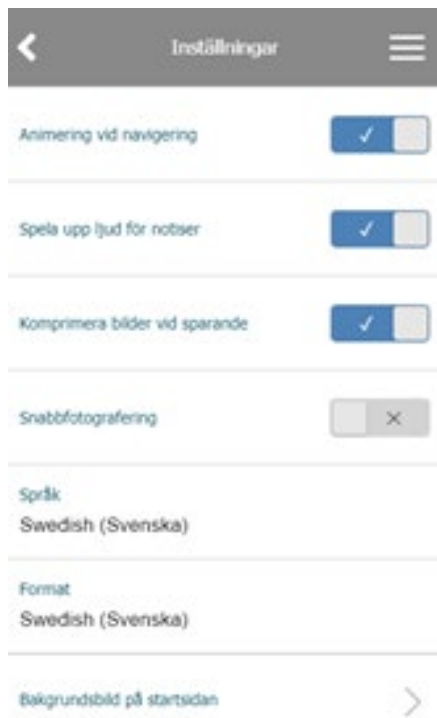 Inställningar
Animering vid navigering
Spela upp ljud för notiser
Komprimera bilder vid sparande
Snabbfotografering
Språk
Swedish (Svenska)
Format
Swedish (Svenska)
Bakgrundsbild på startsidan